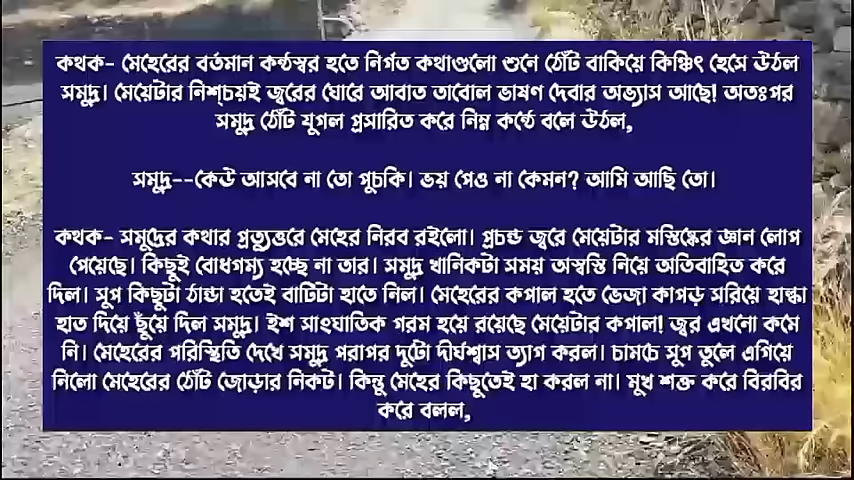 কথক- মেহেরের বর্তমান কন্ঠস্বর হতে নির্গত কথাগুলো শুনে ঠোঁট বাকিয়ে কিঞ্চিৎ হেসে উঠল
সমুদ্র। মেয়েটার নিশ্চয়ই জ্বরের ঘোরে আবাত তাবোল ভাষণ দেবার অভ্যাস আছে! অতঃপর
সমুদ্র ঠোঁট যুগল প্রসারিত করে নিম্ন কন্ঠে বলে উঠল,
সমুদ্র--কেউ আসবে না তো পুচকি। ভয় পেও না কেমন? আমি আছি তো।
কথক- সমুদ্রের কথার প্রত্যুত্তরে মেহের নিরব রইলো। প্রচন্ড জ্বরে মেয়েটার মস্তিষ্কের জ্ঞান লোপ
পেয়েছে। কিছুই বোধগম্য হচ্ছে না তার। সমুদ্র খানিকটা সময় অস্বস্তি নিয়ে অতিবাহিত করে
দিল। সুপ কিছুটা ঠান্ডা হতেই বাটিটা হাতে নিল। মেহেরের কপাল হতে ভেজা কাপড় সরিয়ে হাল্কা
হাত দিয়ে ছুঁয়ে দিল সমুদ্র। ইশ সাংঘাতিক গরম হয়ে রয়েছে মেয়েটার কপাল! জ্বর এখনো কমে
নি। মেহেরের পরিস্থিতি দেখে সমুদ্র পরাপর দুটো দীর্ঘশ্বাস ত্যাগ করল। চামচে সুপ তুলে এগিয়ে
নিলো মেহেরের ঠোঁট জোড়ার নিকট। কিন্তু মেহের কিছুতেই হা করল না। মুখ শক্ত করে বিরবির
করে বলল,